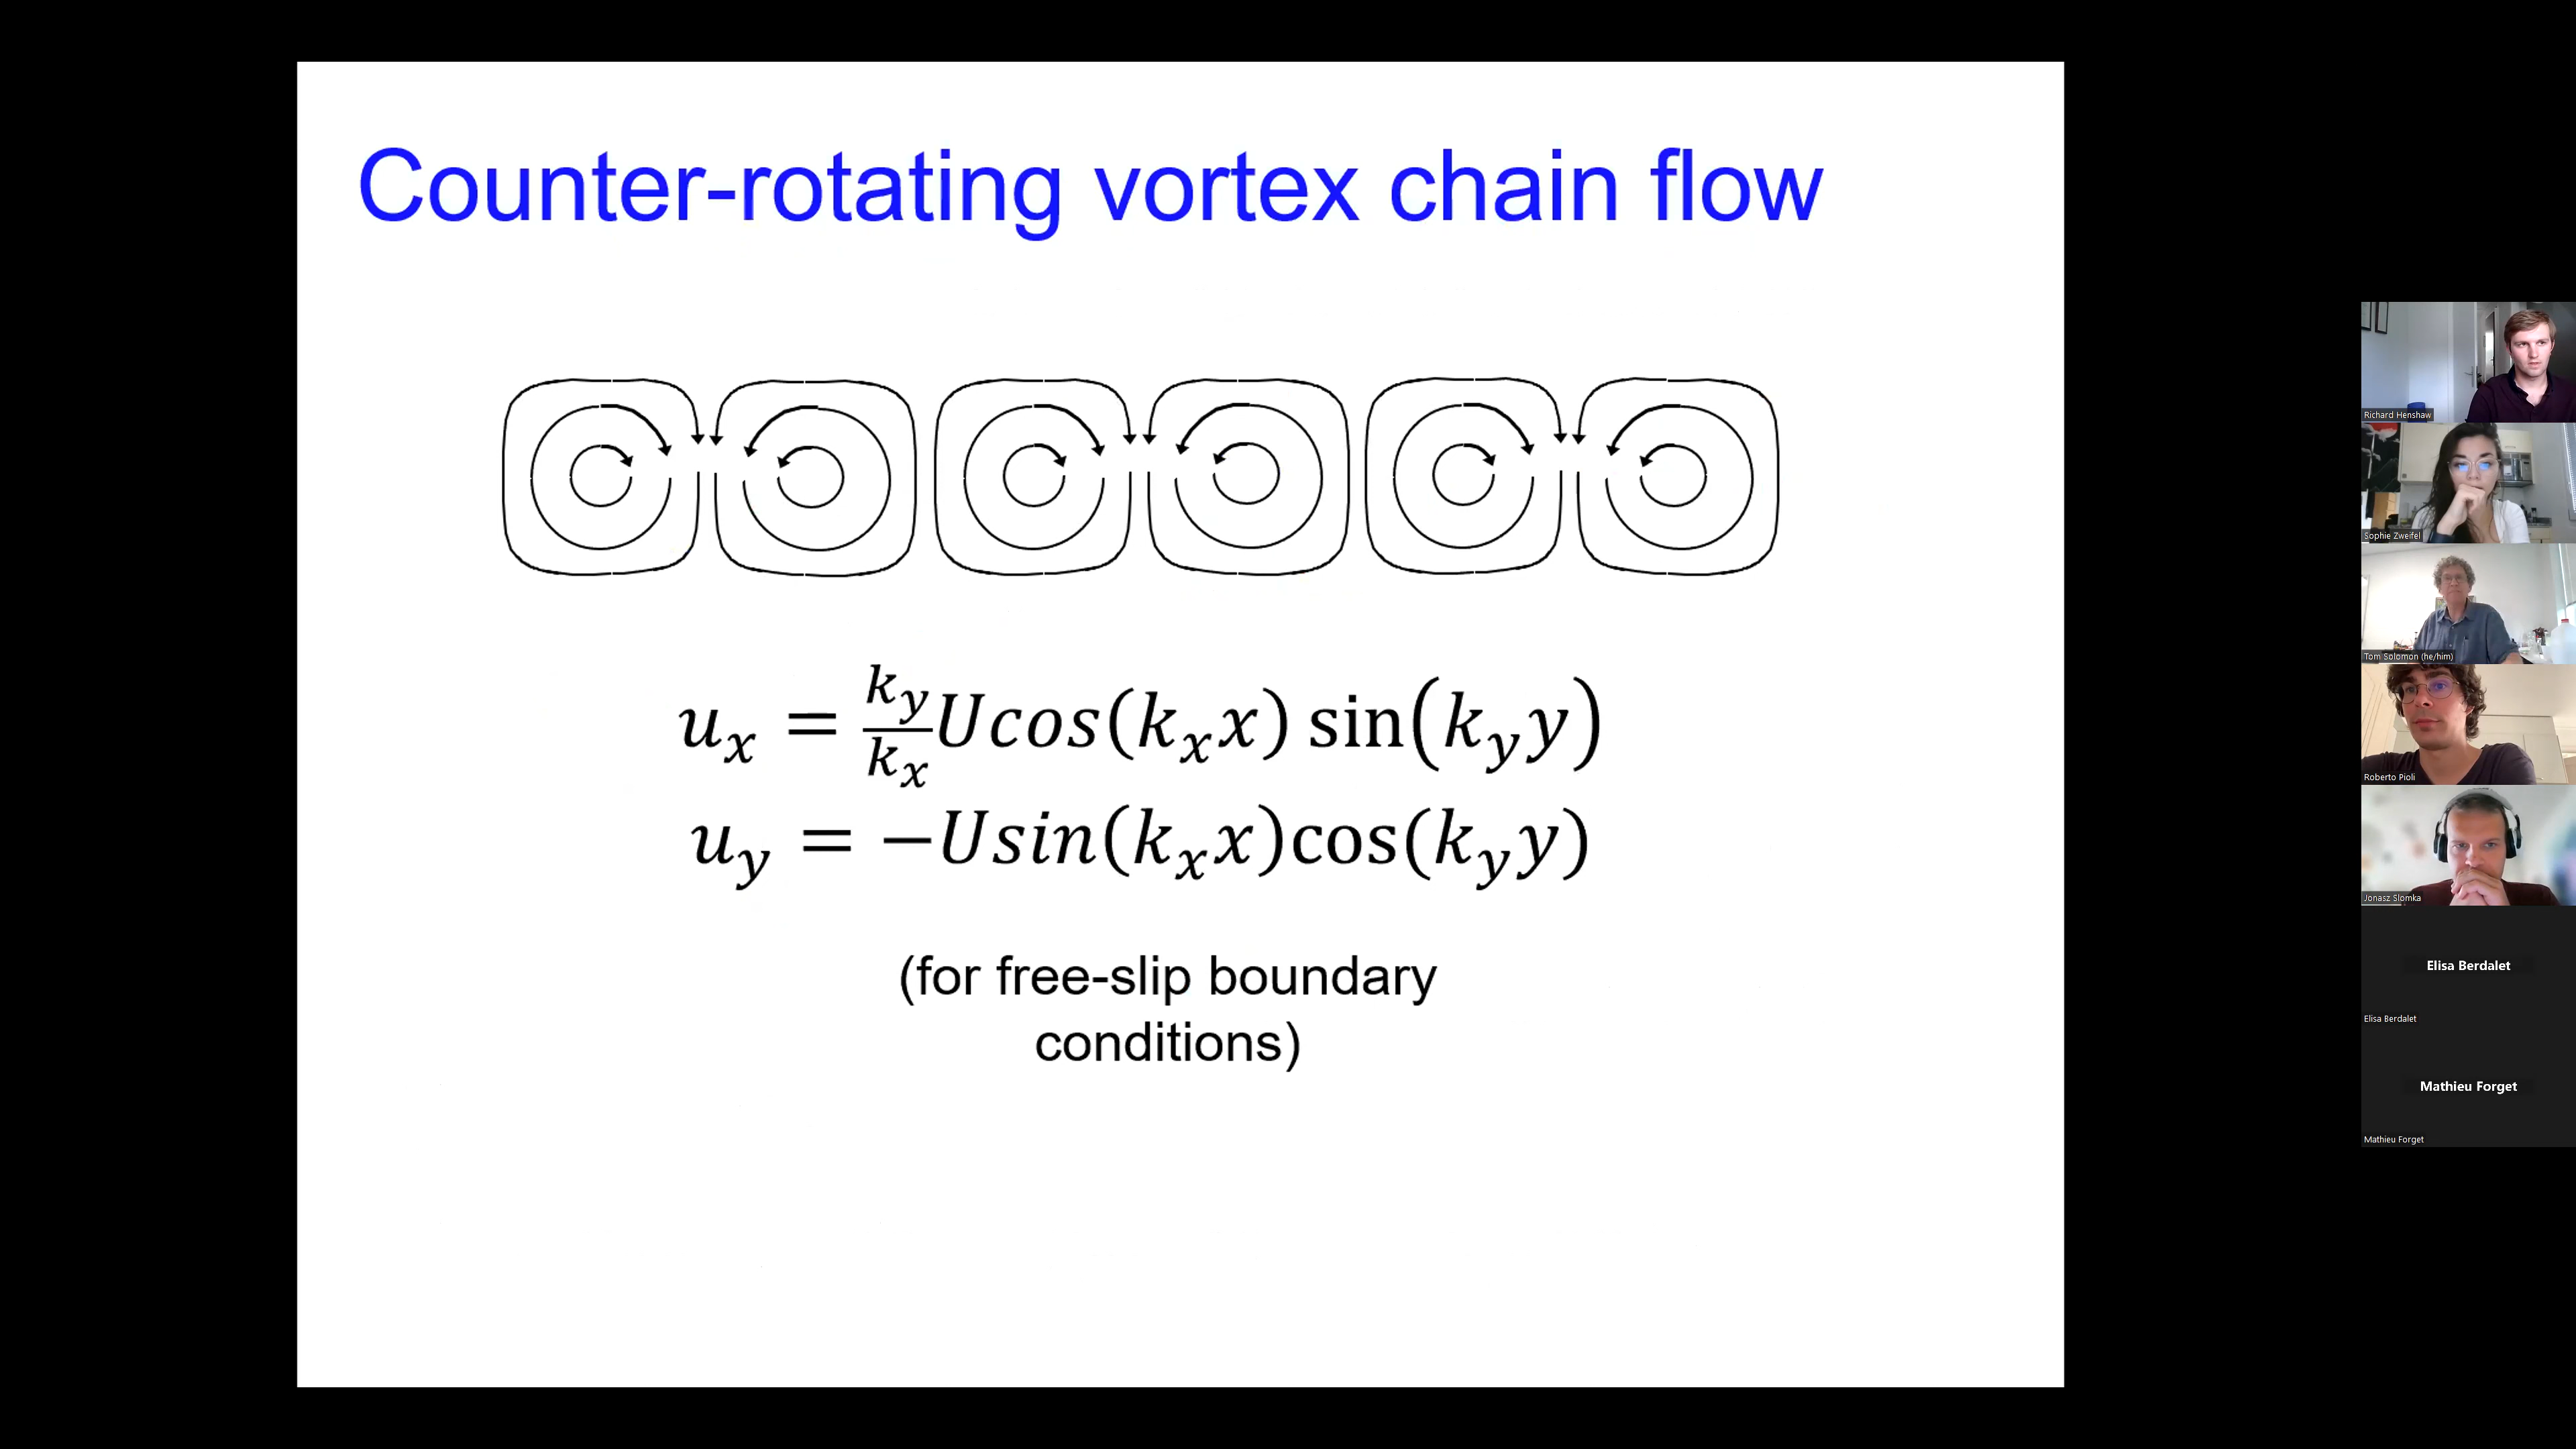 Counter-rotating vortex chain flow
u_x = \frac{k_y}{k_x} U cos(k_x x) sin(k_y y)
u_y = −U sin(k_x x) cos(k_y y)
(for free-slip boundary
conditions)
Richard Henshaw
Sophie Zweifel
Tom Solomon (he/him)
Roberto Pioli
Jonasz Slomka
Elisa Berdalet
Elisa Berdalet
Mathieu Forget
Mathieu Forget